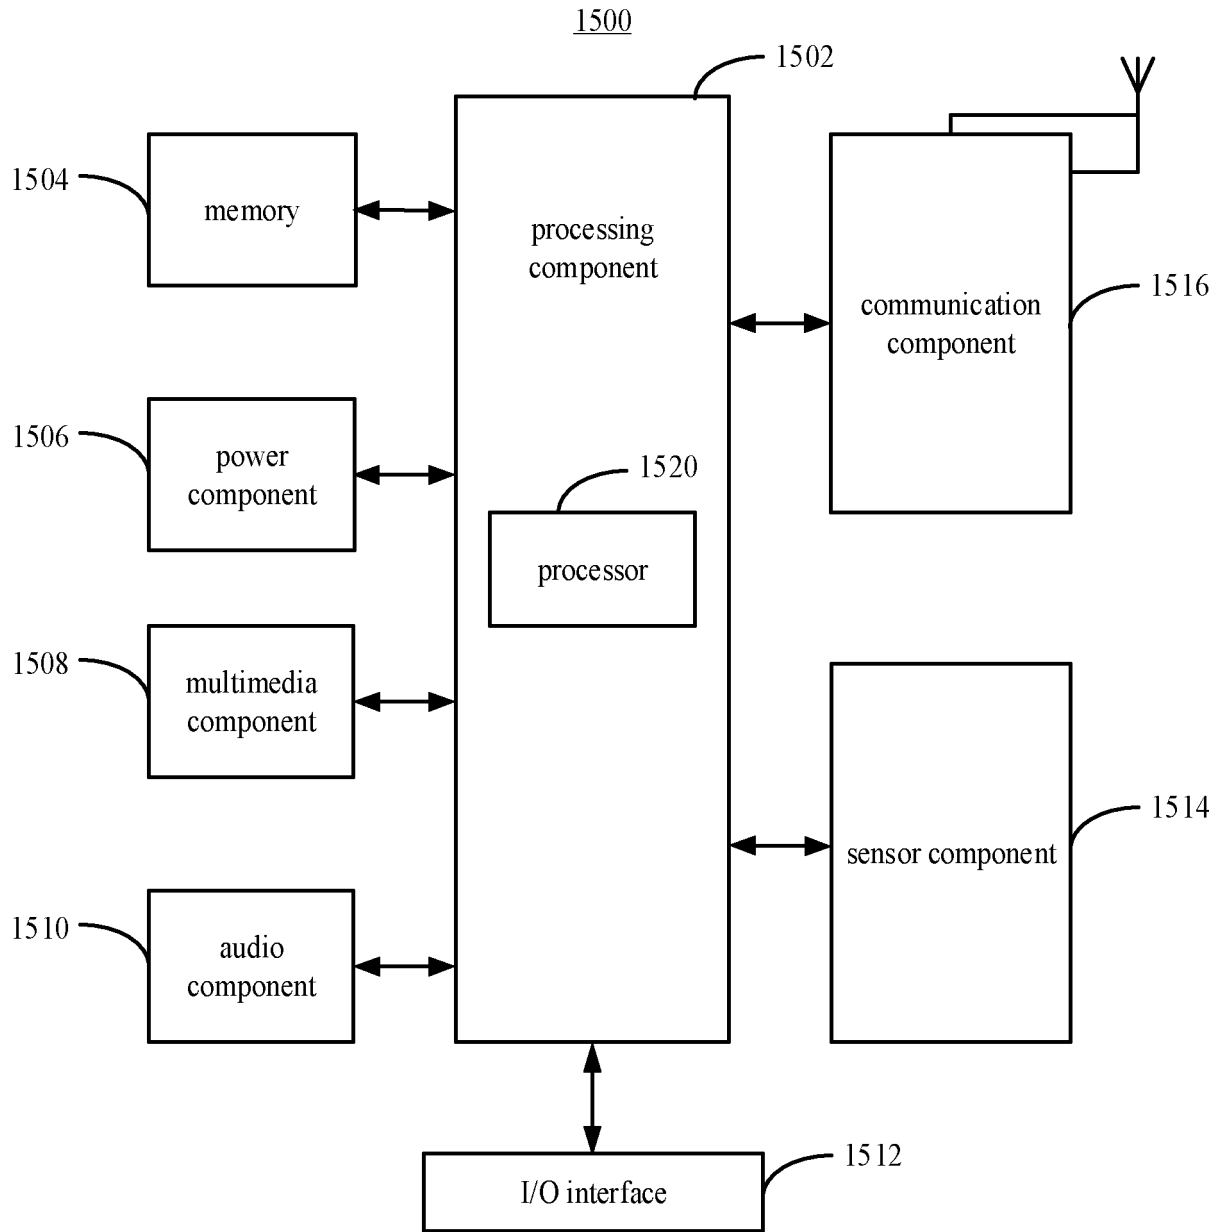 1500
1502
1504
memory
processing
component
communication
component
1516
1506
power
component
1520
processor
1508
multimedia
component
1514
sensor component
1510
audio
component
1512
I/O interface